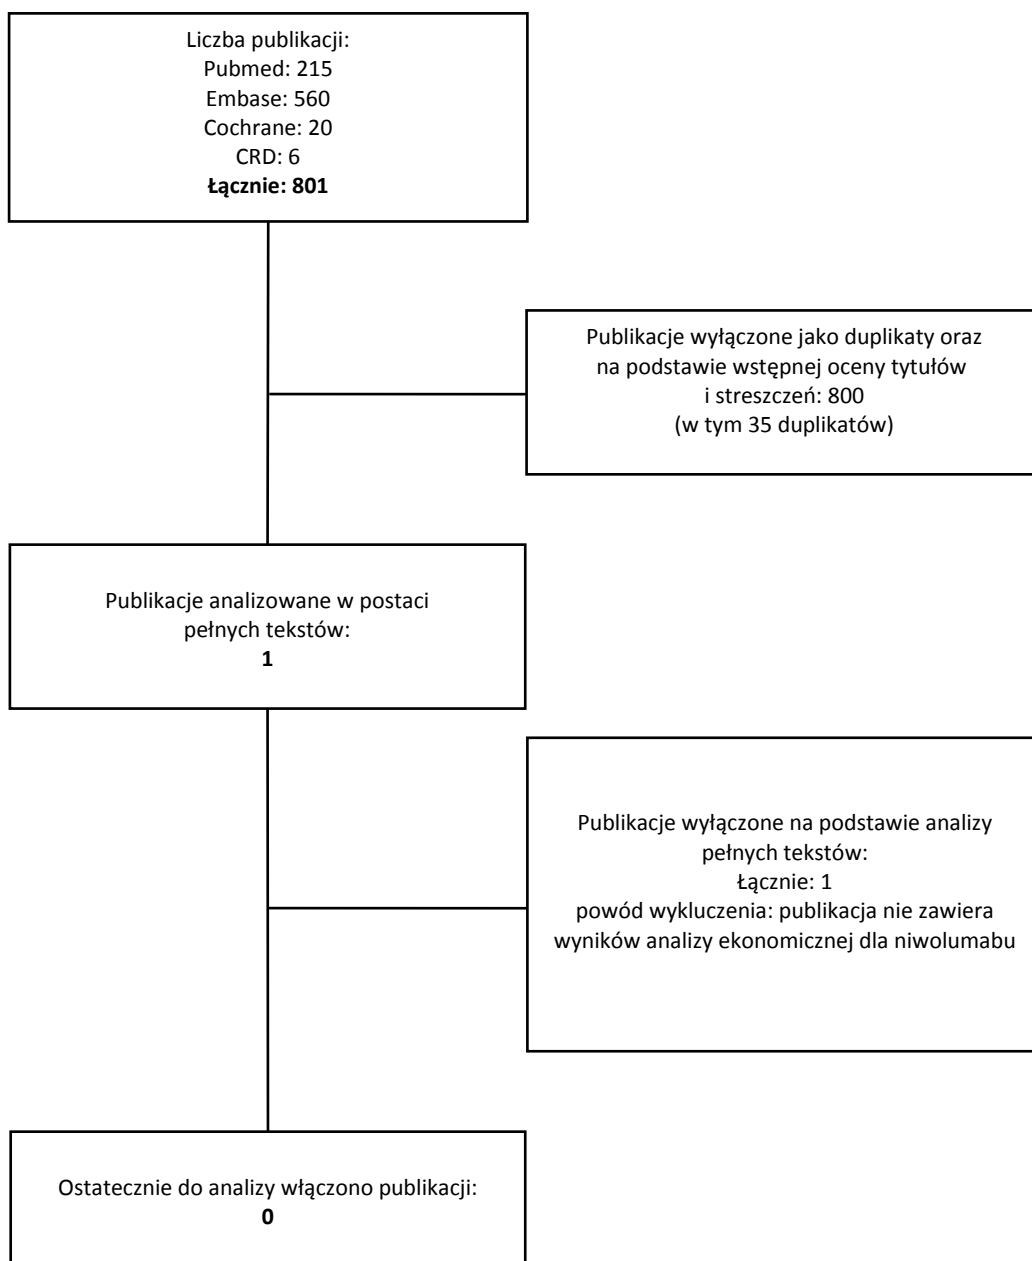 Liczba publikacji:
Pubmed: 215
Embase: 560
Cochrane: 20
CRD: 6
Łącznie: 801
Publikacje wyłączone jako duplikaty oraz
na podstawie wstępnej oceny tytułów
i streszczeń: 800
(w tym 35 duplikatów)
Publikacje analizowane w postaci
pełnych tekstów:
1
Publikacje wyłączone na podstawie analizy
pełnych tekstów:
Łącznie: 1
powód wykluczenia: publikacja nie zawiera
wyników analizy ekonomicznej dla niwolumabu
Ostatecznie do analizy włączono publikacji:
0